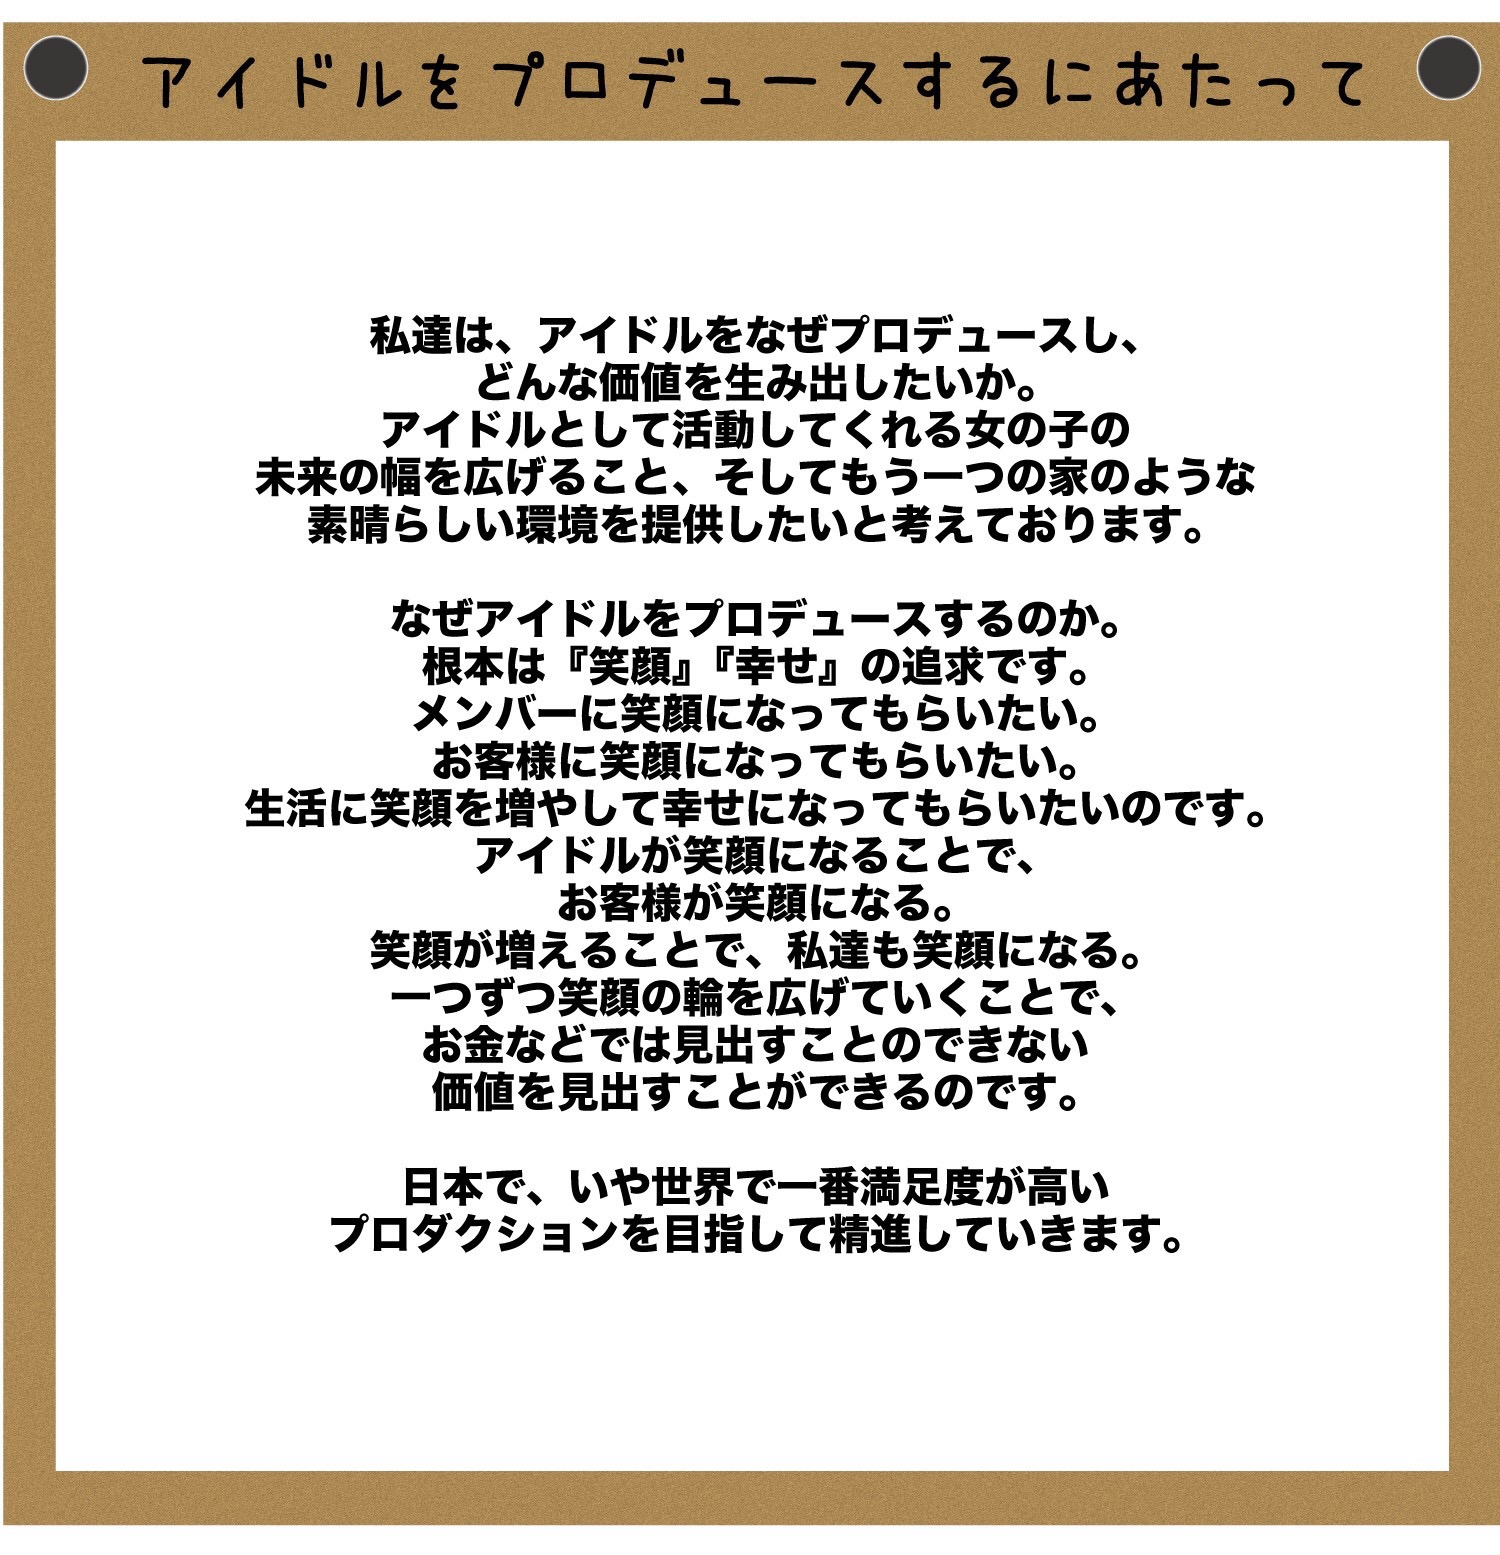 アイドルをプロデュースするにあたって
私達は、アイドルをなぜプロデュースし、
どんな価値を生み出したいか。
アイドルとして活動してくれる女の子の
未来の幅を広げること、そしてもう一つの家のような
素晴らしい環境を提供したいと考えております。
なぜアイドルをプロデュースするのか。
根本は『笑顔』『幸せ』の追求です。
メンバーに笑顔になってもらいたい。
お客様に笑顔になってもらいたい。
生活に笑顔を増やして幸せになってもらいたいのです。
アイドルが笑顔になることで、
お客様が笑顔になる。
笑顔が増えることで、私達も笑顔になる。
一つずつ笑顔の輪を広げていくことで、
お金などでは見出すことのできない
価値を見出すことができるのです。
日本で、いや世界で一番満足度が高い
プロダクションを目指して精進していきます。